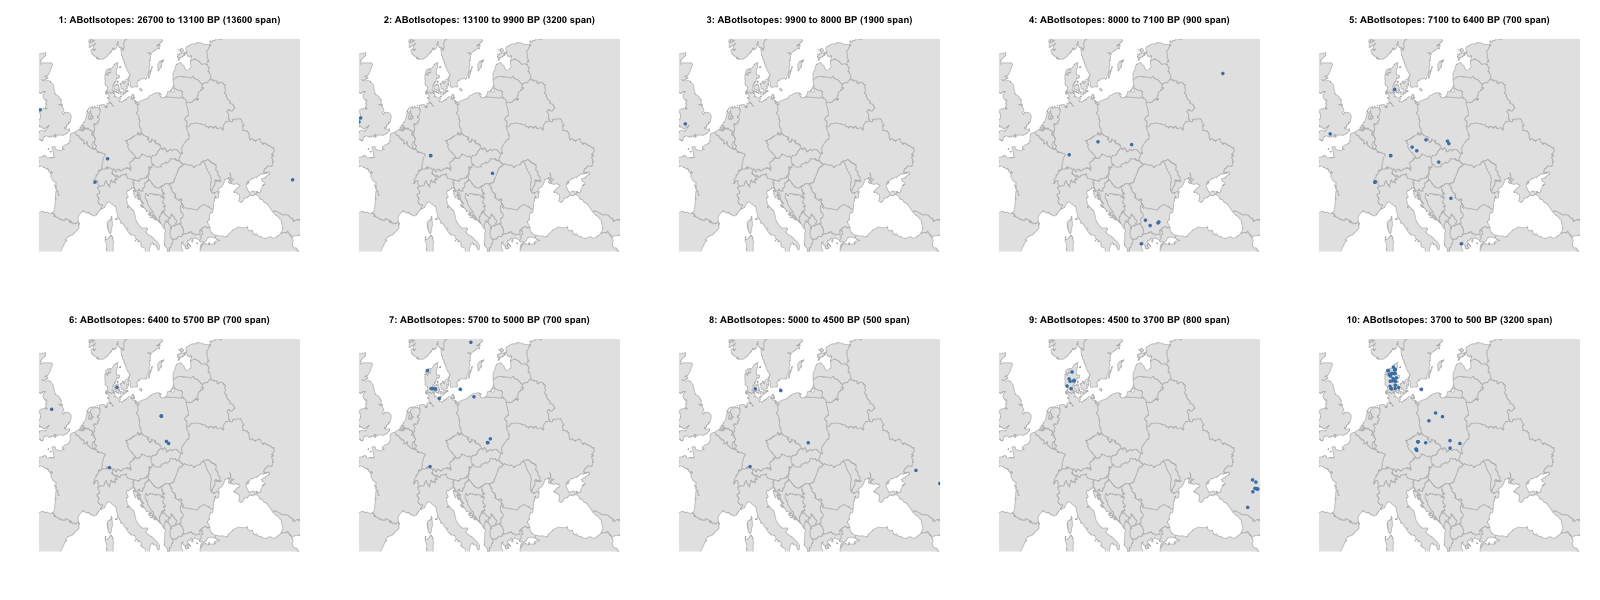 1: ABotIsotopes: 26700 to 13100 BP (13600 span)
2: ABotIsotopes: 13100 to 9900 BP (3200 span)
3: ABotIsotopes: 9900 to 8000 BP (1900 span)
4: ABotIsotopes: 8000 to 7100 BP (900 span)
5: ABotIsotopes: 7100 to 6400 BP (700 span)
6: ABotIsotopes: 6400 to 5700 BP (700 span)
7: ABotIsotopes: 5700 to 5000 BP (700 span)
8: ABotIsotopes: 5000 to 4500 BP (500 span)
9: ABotIsotopes: 4500 to 3700 BP (800 span)
10: ABotIsotopes: 3700 to 500 BP (3200 span)